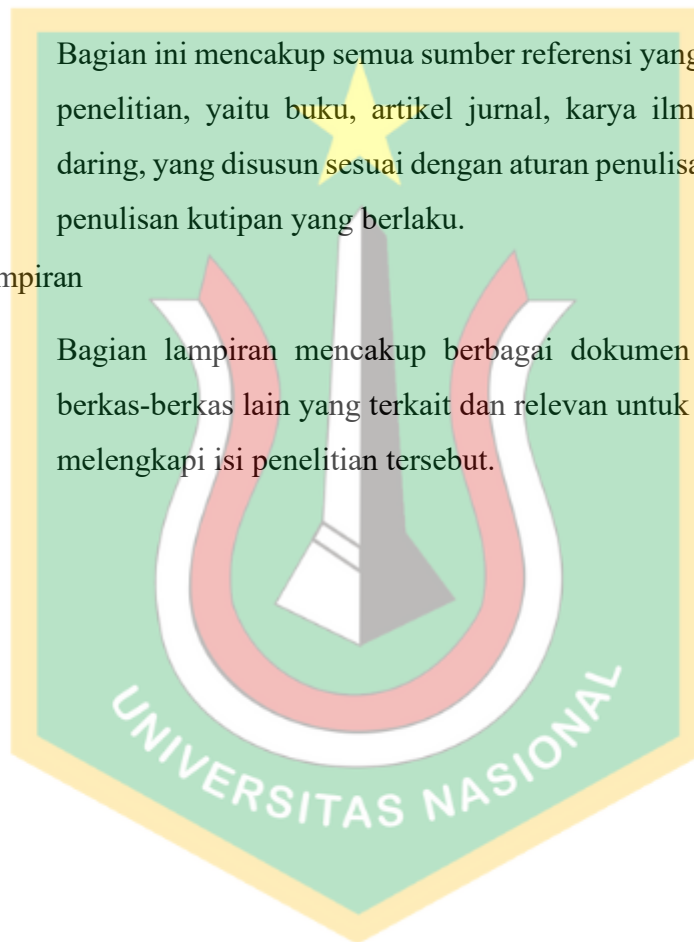 Bagian ini mencakup semua sumber referensi yang
penelitian, yaitu buku, artikel jurnal, karya ilm
daring, yang disusun sesuai dengan aturan penulisa
penulisan kutipan yang berlaku.
mpiran
Bagian lampiran mencakup berbagai dokumen
berkas-berkas lain yang terkait dan relevan untuk
melengkapi isi penelitian tersebut.
UNIVERSITAS NASIONAL